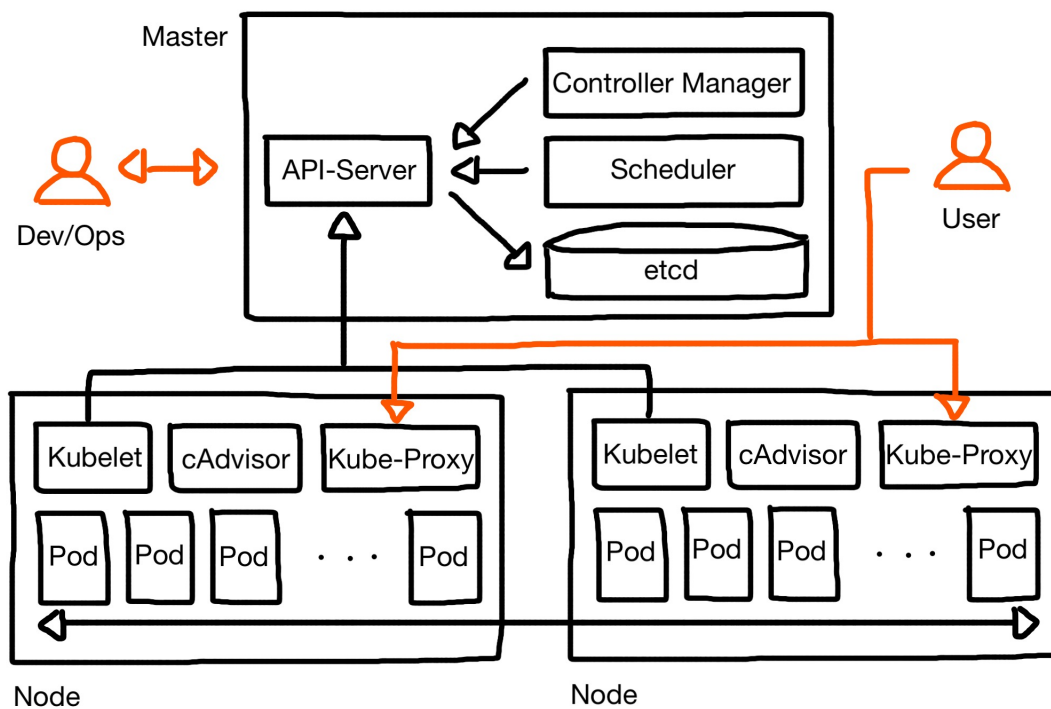 Master
Controller Manager
API-Server
Scheduler
etcd
Dev/Ops
User
Kubelet
cAdvisor
Kube-Proxy
Pod
Pod
Pod
. . .
Pod
Node
Kubelet
cAdvisor
Kube-Proxy
Pod
Pod
Pod
. . .
Pod
Node